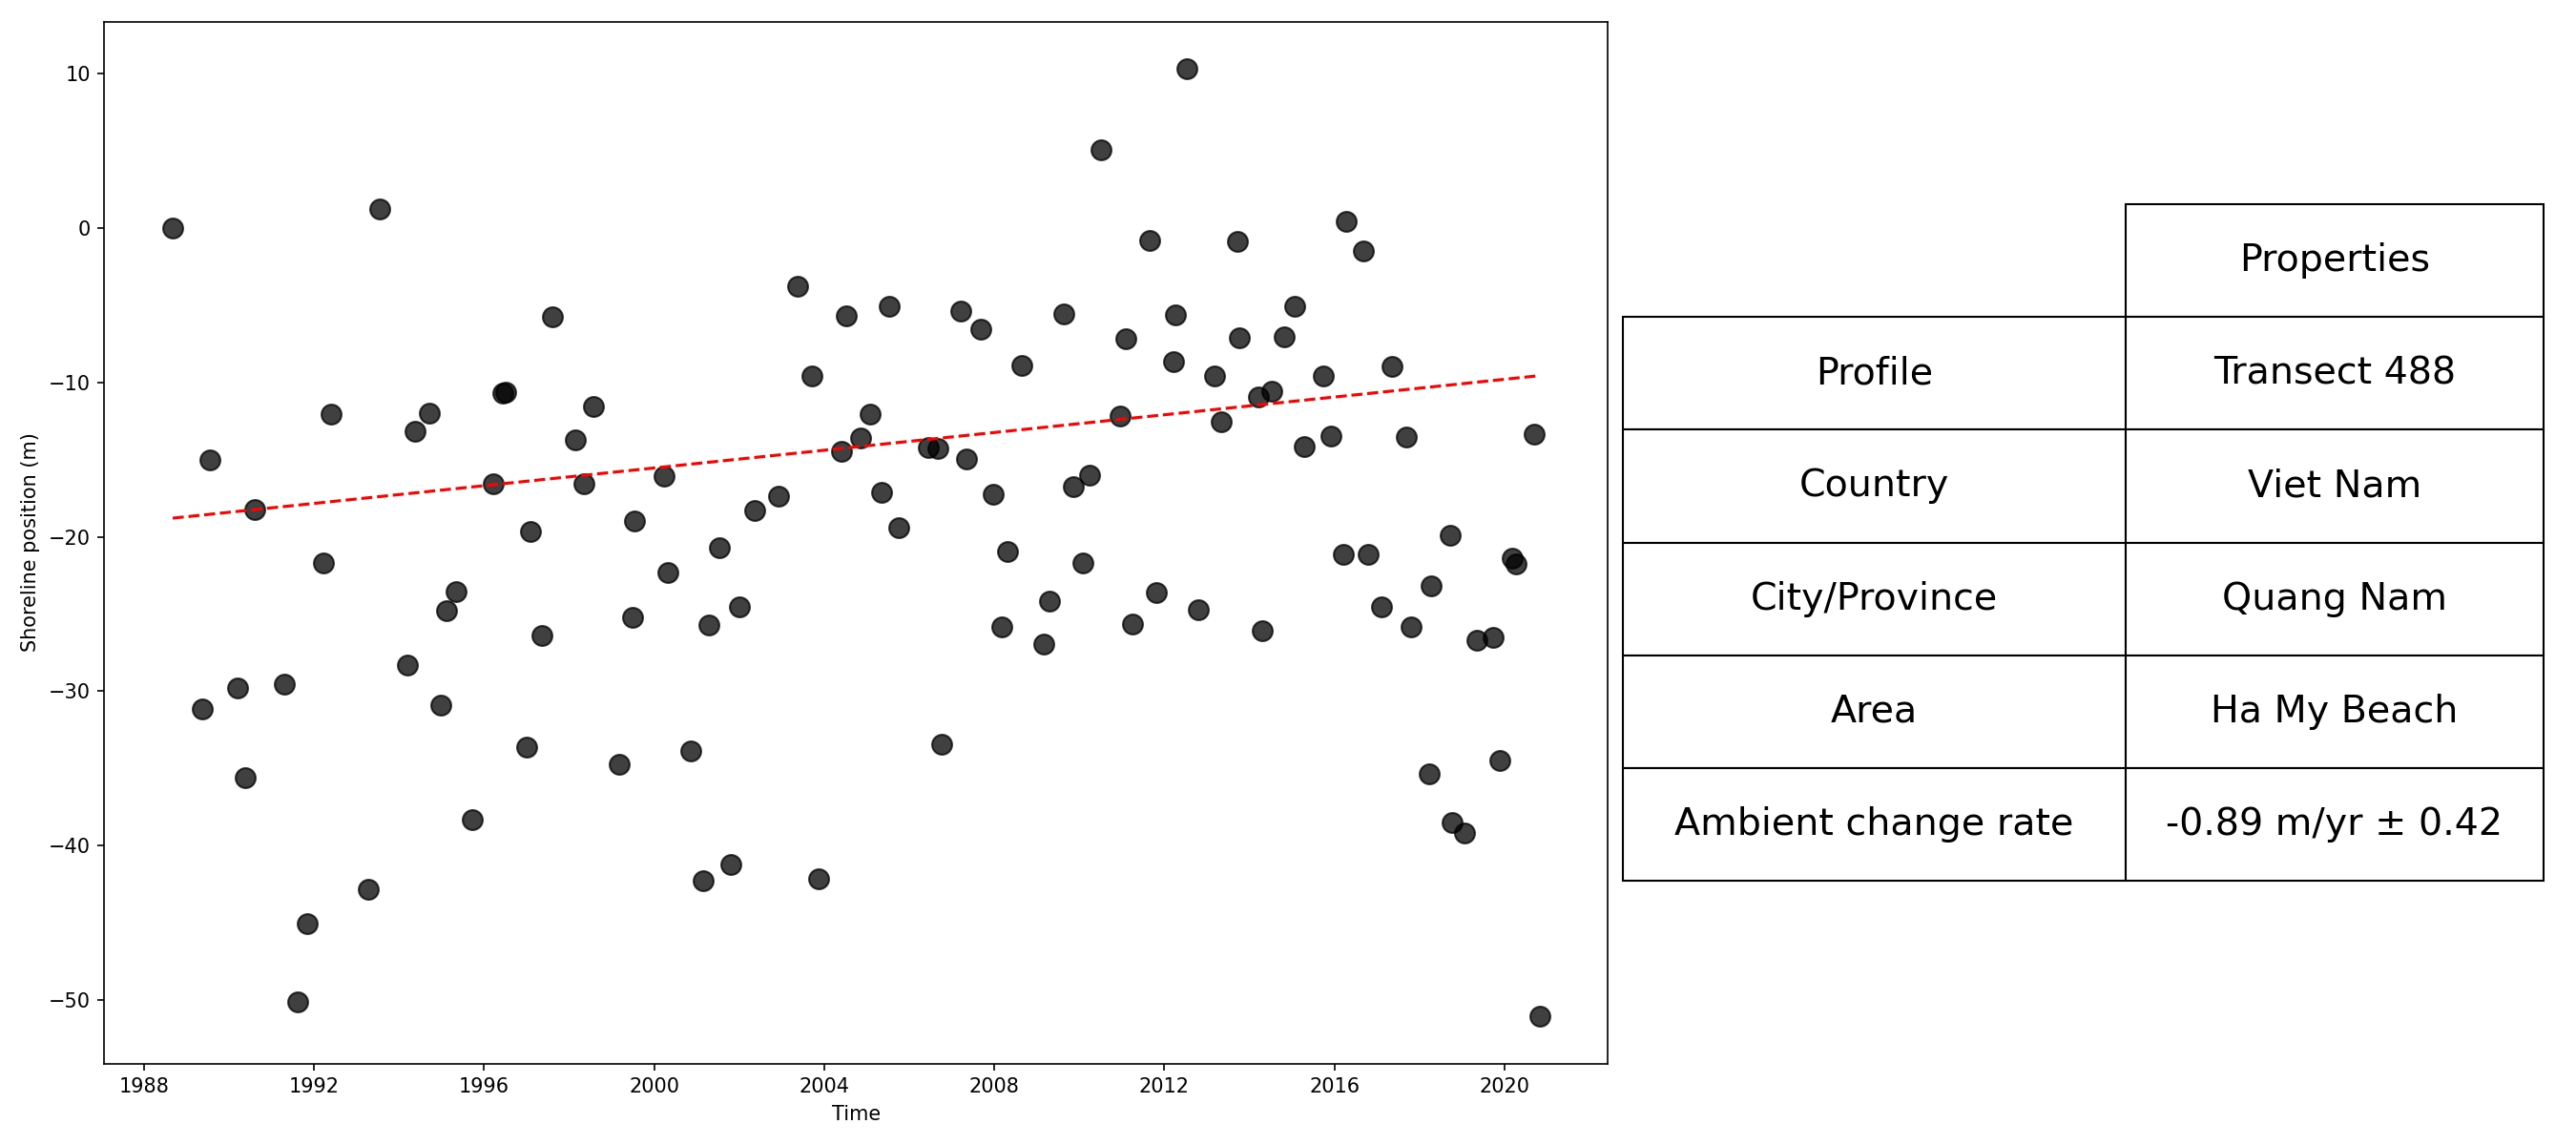 10
0
−10
−20
−30
−40
−50
Shoreline position (m)
1988 1992 1996 2000 2004 2008 2012 2016 2020
Time
Properties
Profile Transect 488
Country Viet Nam
City/Province Quang Nam
Area Ha My Beach
Ambient change rate -0.89 m/yr ± 0.42